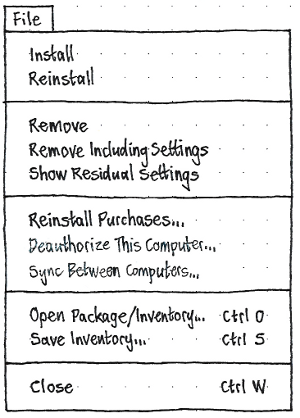 File
Install
Reinstall
Remove
Remove Including Settings
Show Residual Settings
Reinstall Purchases...
Deauthorize This Computer...
Sync Between Computers...
Open Package/Inventory... Ctrl O
Save Inventory... Ctrl S
Close Ctrl W